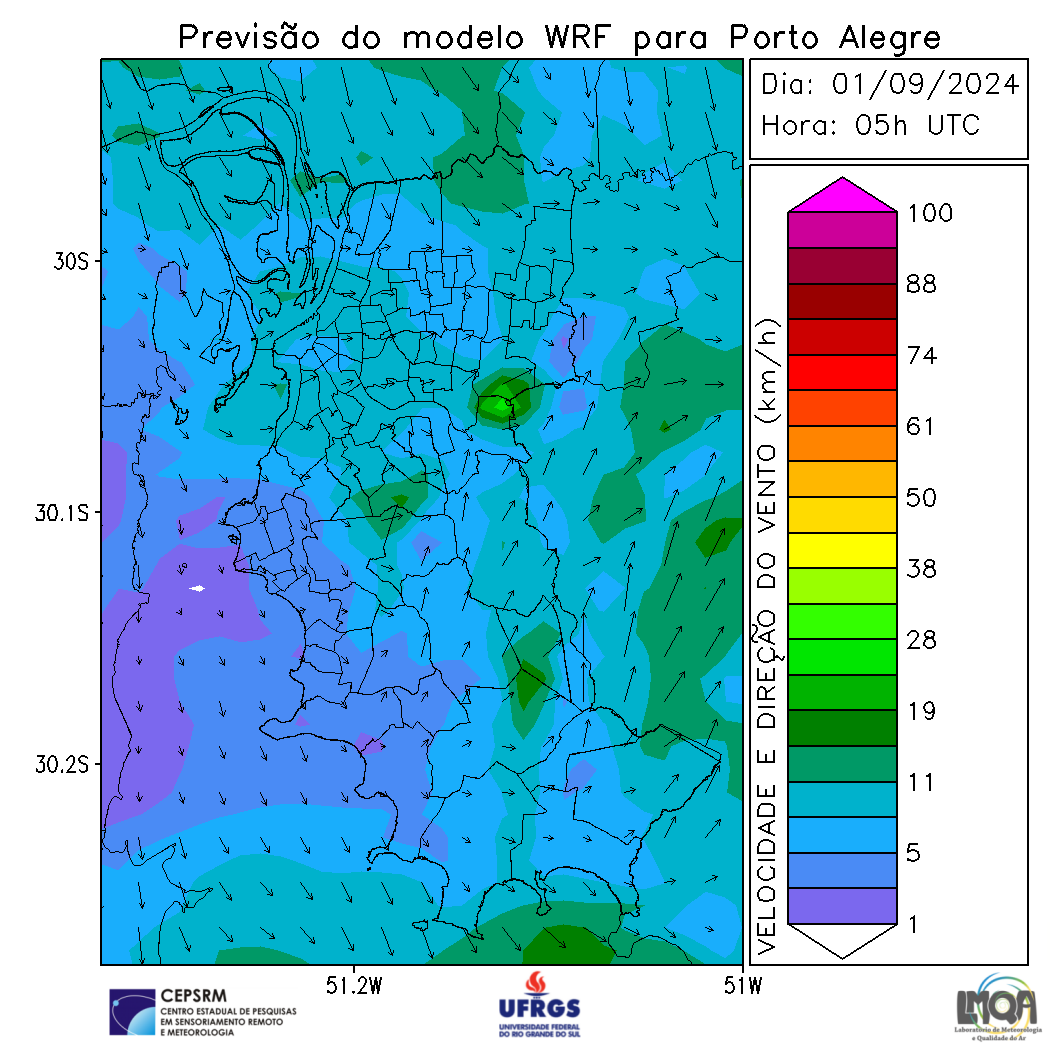 Previsão do modelo WRF para Porto Alegre
Dia: 01/09/2024
Hora: 05h UTC
30S
30.1S
30.2S
51.2W
51W
VELOCIDADE E DIREÇÃO DO VENTO (km/h)
100
88
74
61
50
38
28
19
11
5
1
CEPSRM
CENTRO ESTADUAL DE PESQUISAS
EM SENSORIAMENTO REMOTO
E METEOROLOGIA
UFRGS
UNIVERSIDADE FEDERAL
DO RIO GRANDE DO SUL
LMQA
Laboratório de Meteorologia
e Qualidade do Ar